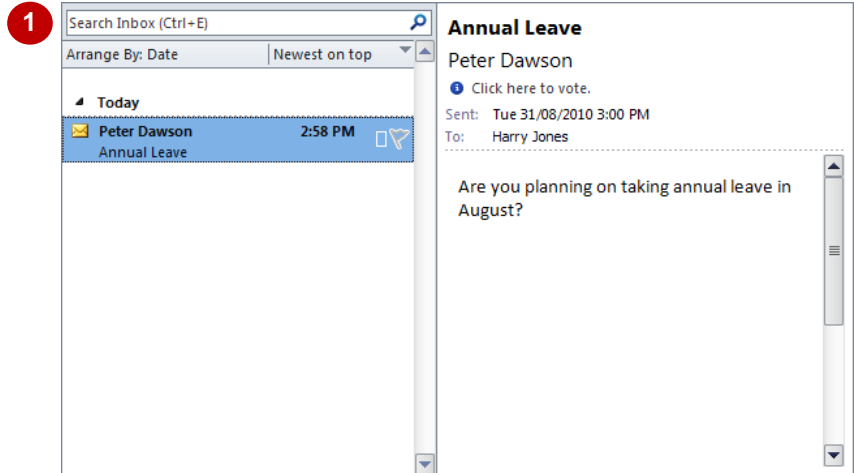 1
Search Inbox (Ctrl+E)
Arrange By: Date Newest on top
Today
Peter Dawson 2:58 PM
Annual Leave
Annual Leave
Peter Dawson
Click here to vote.
Sent: Tue 31/08/2010 3:00 PM
To: Harry Jones
Are you planning on taking annual leave in
August?